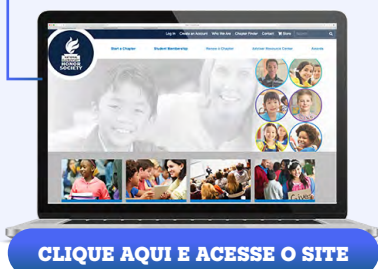 Log In Create an Account Who We Are Chapter Finder Contact Store Search
Start a Chapter Student Membership Renew a Chapter Adviser Resource Center Awards
HONOR
SOCIETY
CLIQUE AQUI E ACESSE O SITE